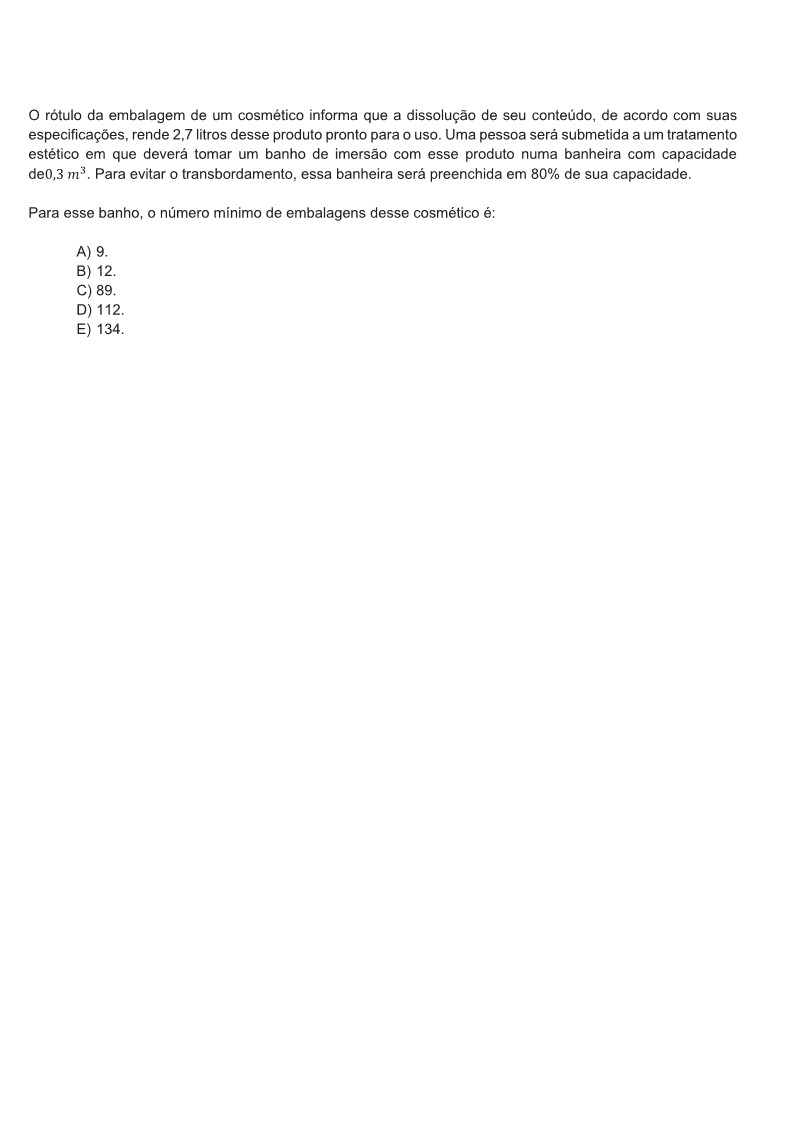 O rótulo da embalagem de um cosmético informa que a dissolução de seu conteúdo, de acordo com suas
especificações, rende 2,7 litros desse produto pronto para o uso. Uma pessoa será submetida a um tratamento
estético em que deverá tomar um banho de imersão com esse produto numa banheira com capacidade
de0,3 m³. Para evitar o transbordamento, essa banheira será preenchida em 80% de sua capacidade.
Para esse banho, o número mínimo de embalagens desse cosmético é:
A) 9.
B) 12.
C) 89.
D) 112.
E) 134.